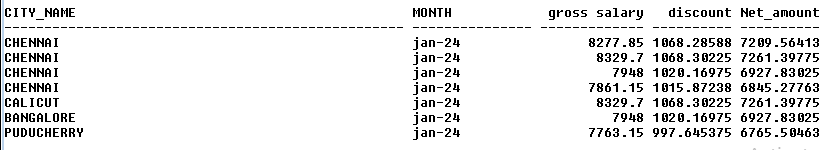 CITY_NAME MONTH gross salary discount Net_amount
CHENNAI jan-24 8277.85 1068.28588 7209.56413
CHENNAI jan-24 8329.7 1068.30225 7261.39775
CHENNAI jan-24 7948 1020.16975 6927.83025
CHENNAI jan-24 7861.15 1015.87238 6845.27763
CALICUT jan-24 8329.7 1068.30225 7261.39775
BANGALORE jan-24 7948 1020.16975 6927.83025
PUDUCHERRY jan-24 7763.15 997.645375 6765.50463